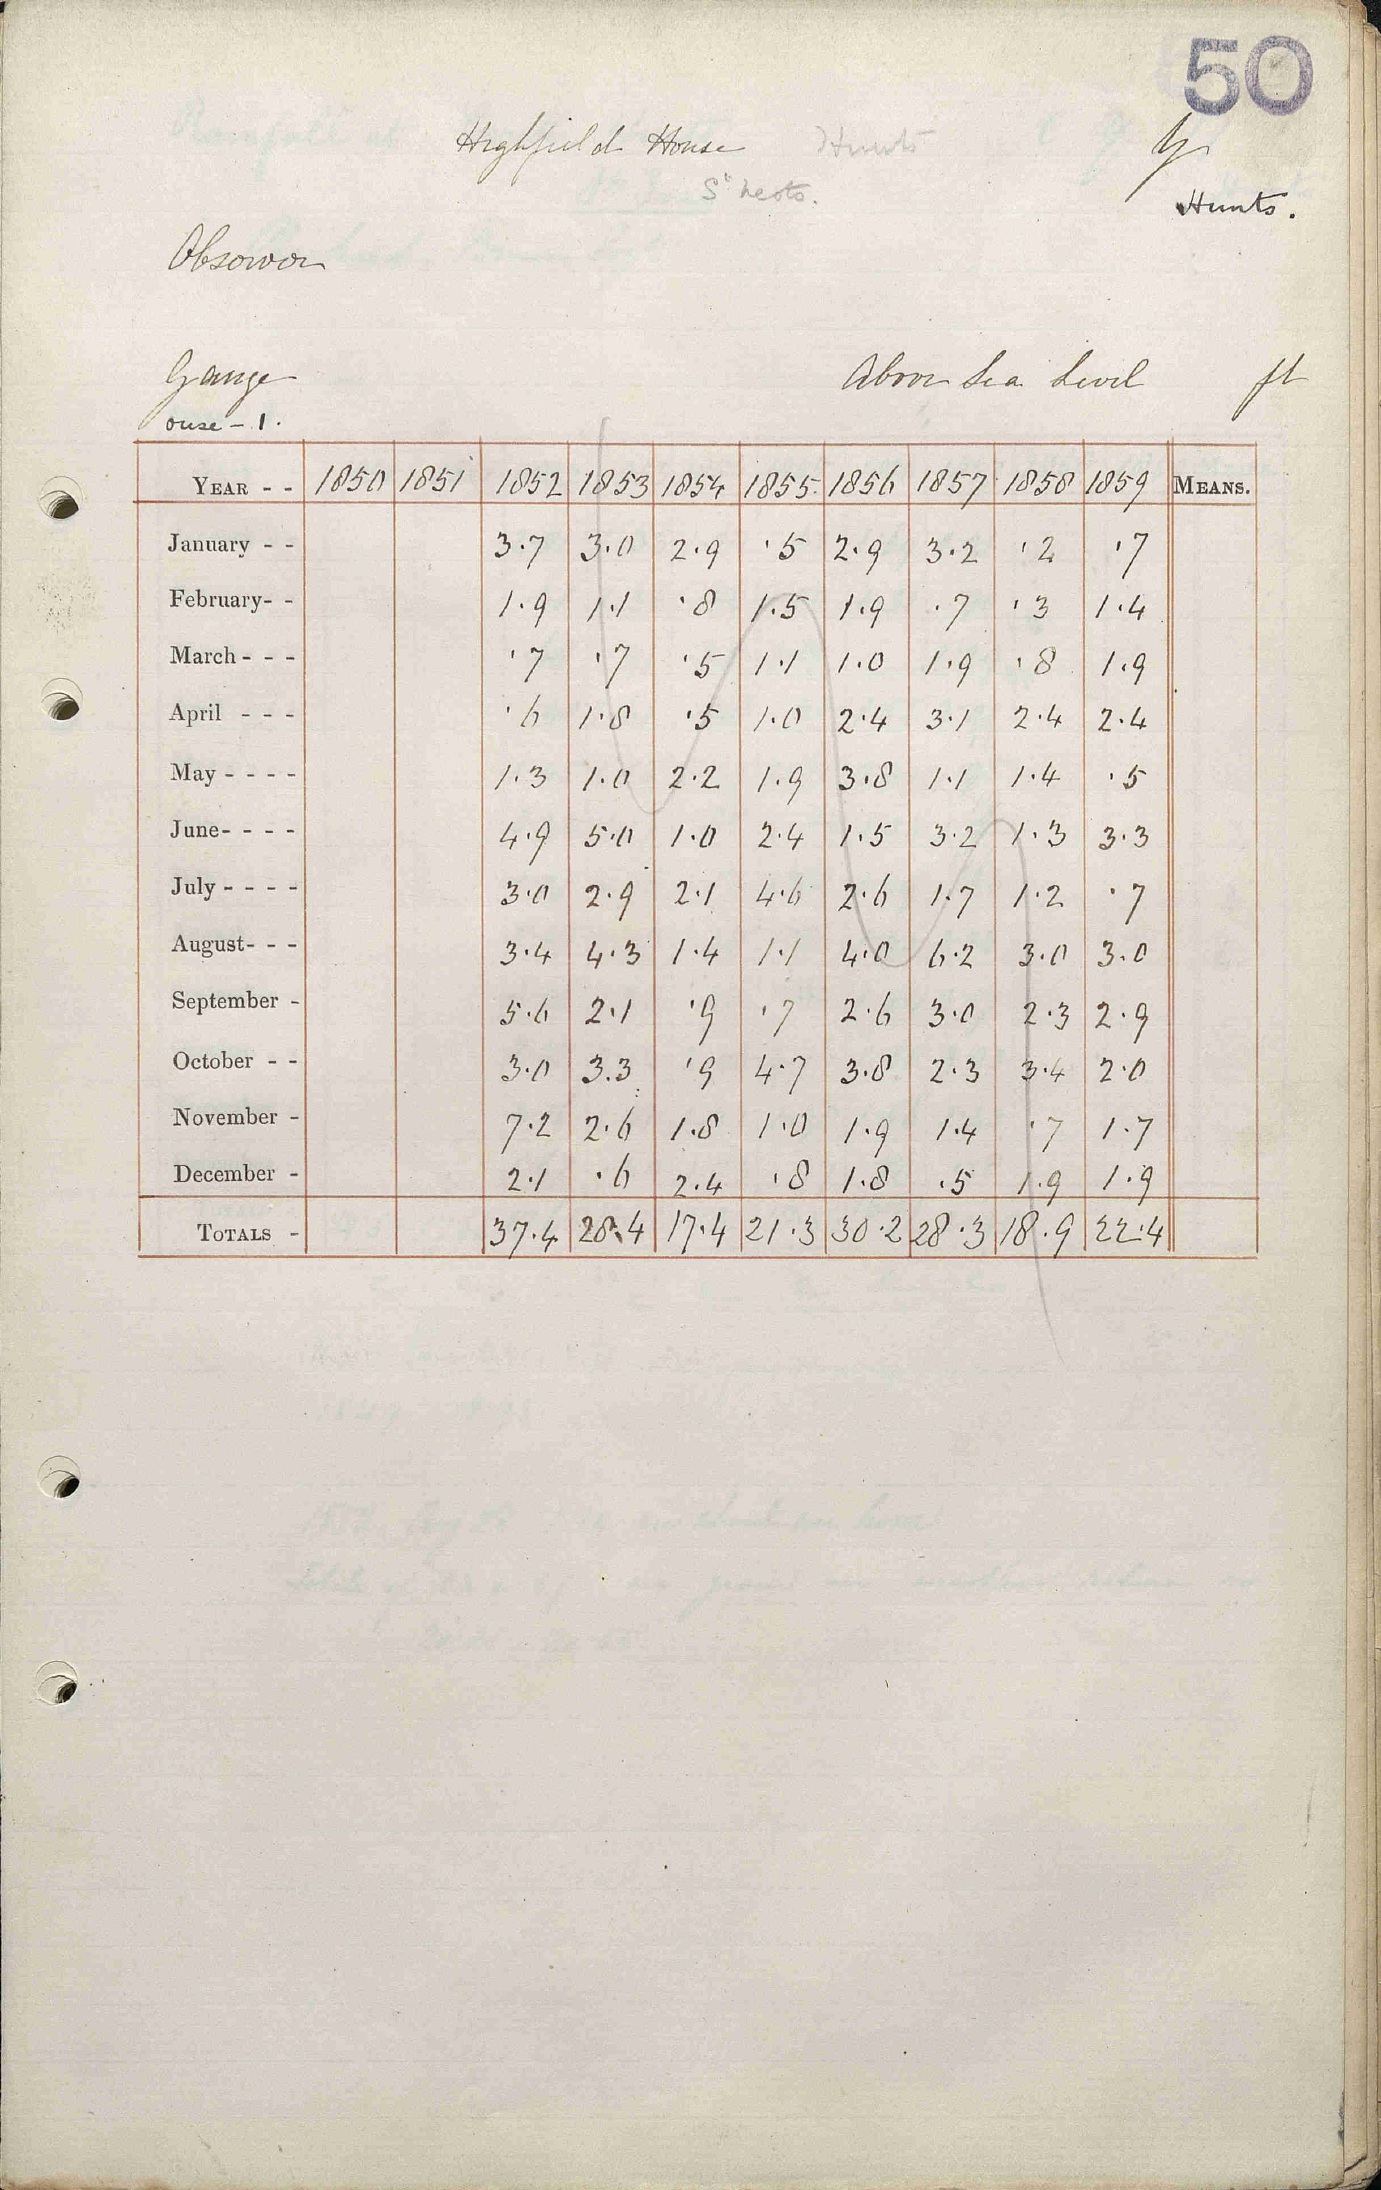 50
Highfield House Hunts
St Neots.
Hunts.
Observer
Gauge Above Sea Level ft
ouse - 1.
YEAR - - 1850 1851 1852 1853 1854 1855 1856 1857 1858 1859 MEANS.
January - - 3.7 3.0 2.9 .5 2.9 3.2 .2 .7
February - - 1.9 1.1 .8 1.5 1.9 .7 .3 1.4
March - - - .7 .7 .5 1.1 1.0 1.9 .8 1.9
April - - - .6 1.8 .5 1.0 2.4 3.1 2.4 2.4
May - - - - 1.3 1.0 2.2 1.9 3.8 1.1 1.4 .5
June - - - - 4.9 5.0 1.0 2.4 1.5 3.2 1.3 3.3
July - - - - 3.0 2.9 2.1 4.6 2.6 1.7 1.2 .7
August - - - 3.4 4.3 1.4 1.1 4.0 6.2 3.0 3.0
September - 5.6 2.1 .9 .7 2.6 3.0 2.3 2.9
October - - 3.0 3.3 .9 4.7 3.8 2.3 3.4 2.0
November - 7.2 2.6 1.8 1.0 1.9 1.4 .7 1.7
December - 2.1 .6 2.4 .8 1.8 .5 1.9 1.9
TOTALS - 37.4 28.4 17.4 21.3 30.2 28.3 18.9 22.4